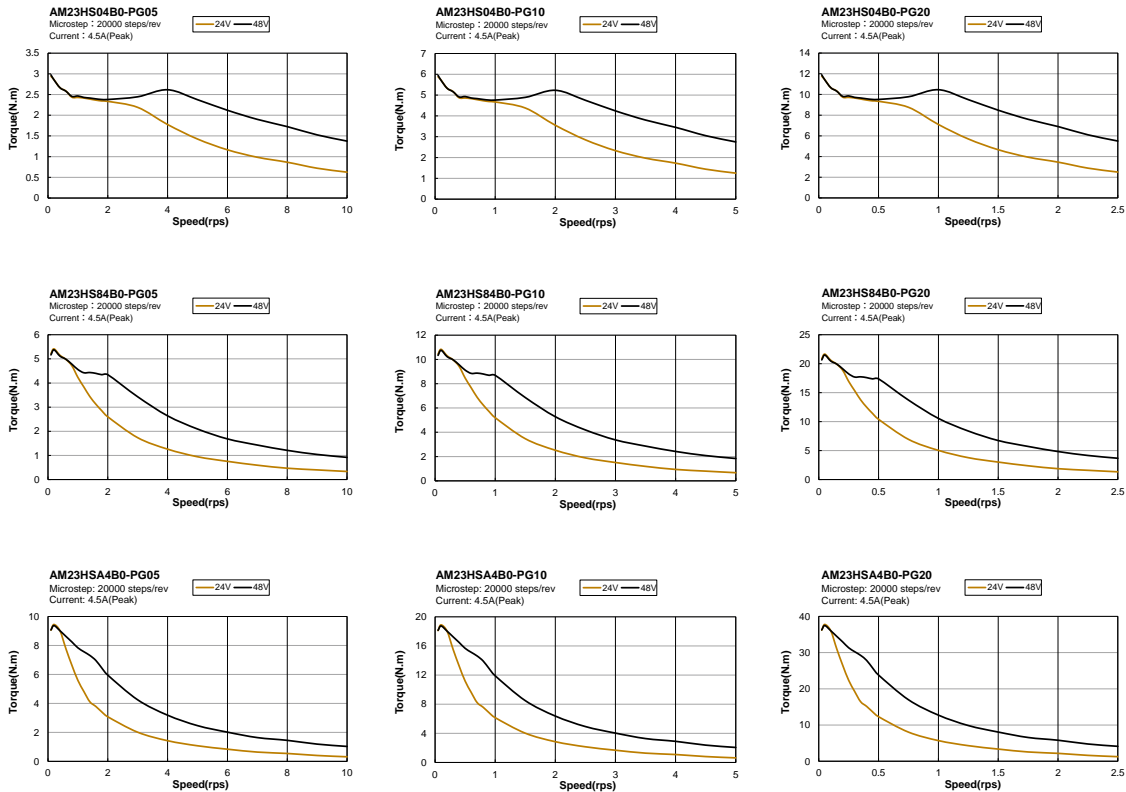 AM23HS04B0-PG05
Microstep：20000 steps/rev
Current：4.5A(Peak)
24V 48V
Torque(N.m)
3.5
3
2.5
2
1.5
1
0.5
0
0 2 4 6 8 10
Speed(rps)
AM23HS04B0-PG10
Microstep：20000 steps/rev
Current：4.5A(Peak)
24V 48V
Torque(N.m)
7
6
5
4
3
2
1
0
0 1 2 3 4 5
Speed(rps)
AM23HS04B0-PG20
Microstep：20000 steps/rev
Current：4.5A(Peak)
24V 48V
Torque(N.m)
14
12
10
8
6
4
2
0
0 0.5 1 1.5 2 2.5
Speed(rps)
AM23HS84B0-PG05
Microstep：20000 steps/rev
Current：4.5A(Peak)
24V 48V
Torque(N.m)
6
5
4
3
2
1
0
0 2 4 6 8 10
Speed(rps)
AM23HS84B0-PG10
Microstep：20000 steps/rev
Current：4.5A(Peak)
24V 48V
Torque(N.m)
12
10
8
6
4
2
0
0 1 2 3 4 5
Speed(rps)
AM23HS84B0-PG20
Microstep：20000 steps/rev
Current：4.5A(Peak)
24V 48V
Torque(N.m)
25
20
15
10
5
0
0 0.5 1 1.5 2 2.5
Speed(rps)
AM23HSA4B0-PG05
Microstep: 20000 steps/rev
Current: 4.5A(Peak)
24V 48V
Torque(N.m)
10
8
6
4
2
0
0 2 4 6 8 10
Speed(rps)
AM23HSA4B0-PG10
Microstep: 20000 steps/rev
Current: 4.5A(Peak)
24V 48V
Torque(N.m)
20
16
12
8
4
0
0 1 2 3 4 5
Speed(rps)
AM23HSA4B0-PG20
Microstep: 20000 steps/rev
Current: 4.5A(Peak)
24V 48V
Torque(N.m)
40
30
20
10
0
0 0.5 1 1.5 2 2.5
Speed(rps)